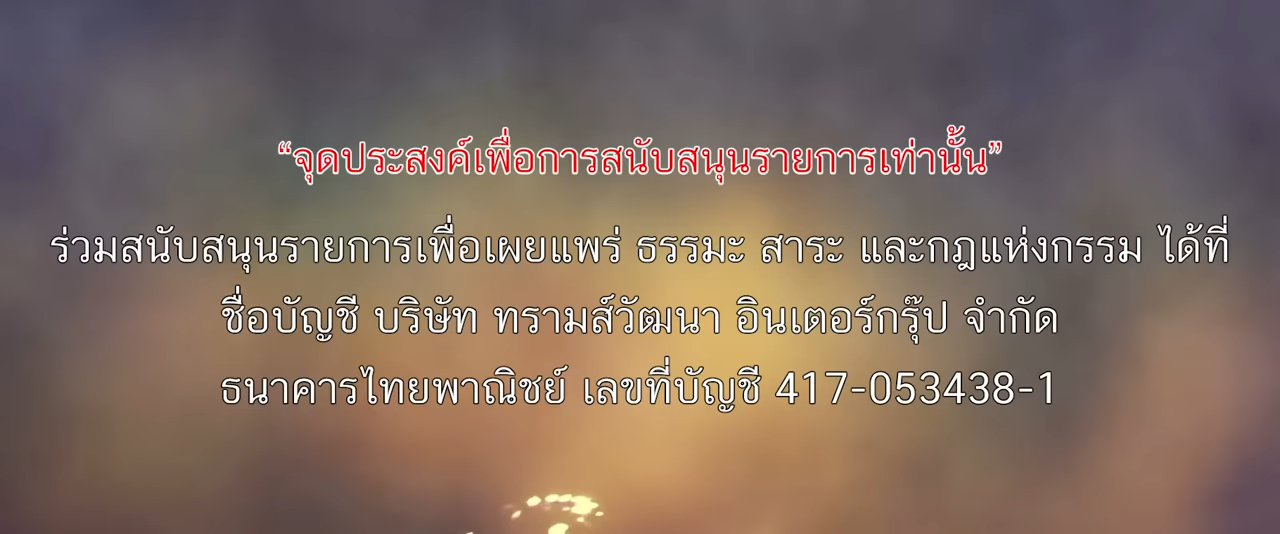 “จุดประสงค์เพื่อการสนับสนุนรายการเท่านั้น”
ร่วมสนับสนุนรายการเพื่อเผยแพร่ ธรรมะ สาระ และกฎแห่งกรรม ได้ที่
ชื่อบัญชี บริษัท ทรามส์วัฒนา อินเตอร์กรุ๊ป จำกัด
ธนาคารไทยพาณิชย์ เลขที่บัญชี 417-053438-1